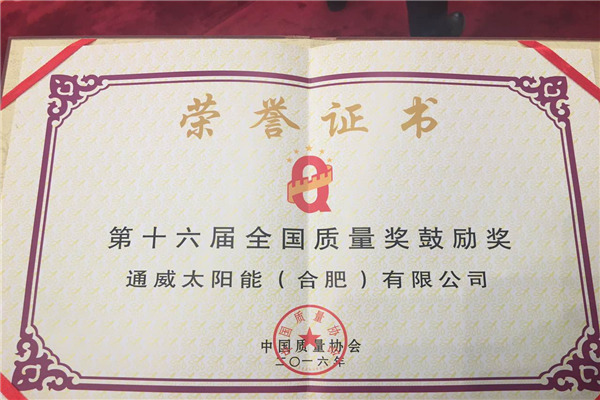 荣誉证书
Q
第十六届全国质量奖鼓励奖
通威太阳能（合肥）有限公司
中国质量协会
中国质量协会
二〇一六年